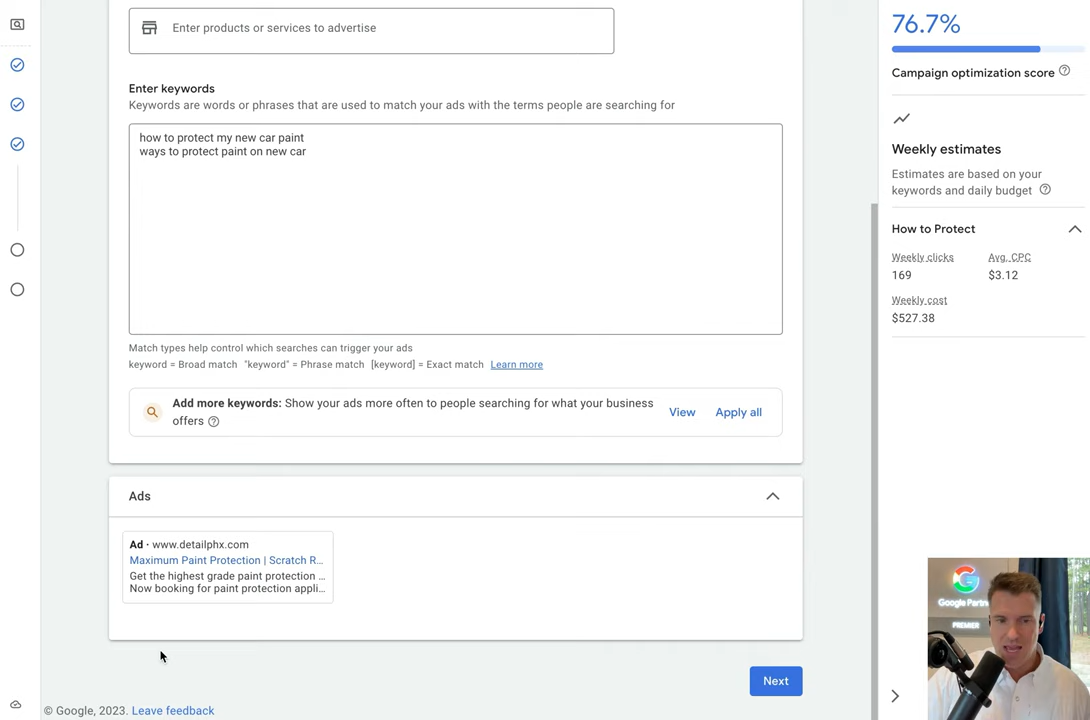 Enter products or services to advertise
Enter keywords
Keywords are words or phrases that are used to match your ads with the terms people are searching for
how to protect my new car paint
ways to protect paint on new car
Match types help control which searches can trigger your ads
keyword = Broad match "keyword" = Phrase match [keyword] = Exact match Learn more
Add more keywords: Show your ads more often to people searching for what your business
offers
View Apply all
Ads
Ad · www.detailphx.com
Maximum Paint Protection | Scratch R...
Get the highest grade paint protection ...
Now booking for paint protection appli...
Next
© Google, 2023. Leave feedback
76.7%
Campaign optimization score
Weekly estimates
Estimates are based on your
keywords and daily budget
How to Protect
Weekly clicks Avg. CPC
169 $3.12
Weekly cost
$527.38
Google Partn
PREMIER